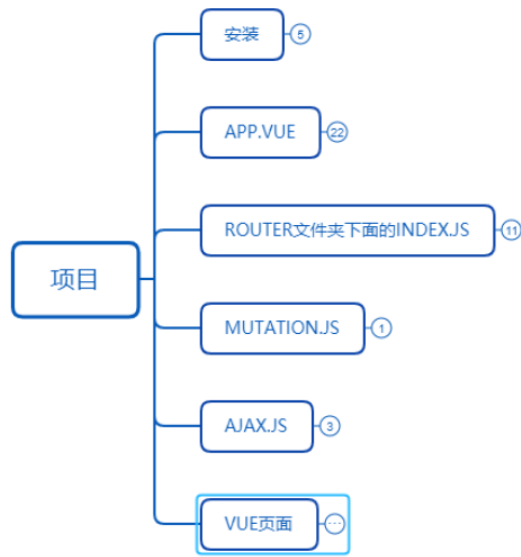 安装 5
APP.VUE 22
ROUTER文件夹下面的INDEX.JS 11
项目
MUTATION.JS 1
AJAX.JS 3
VUE页面 ...